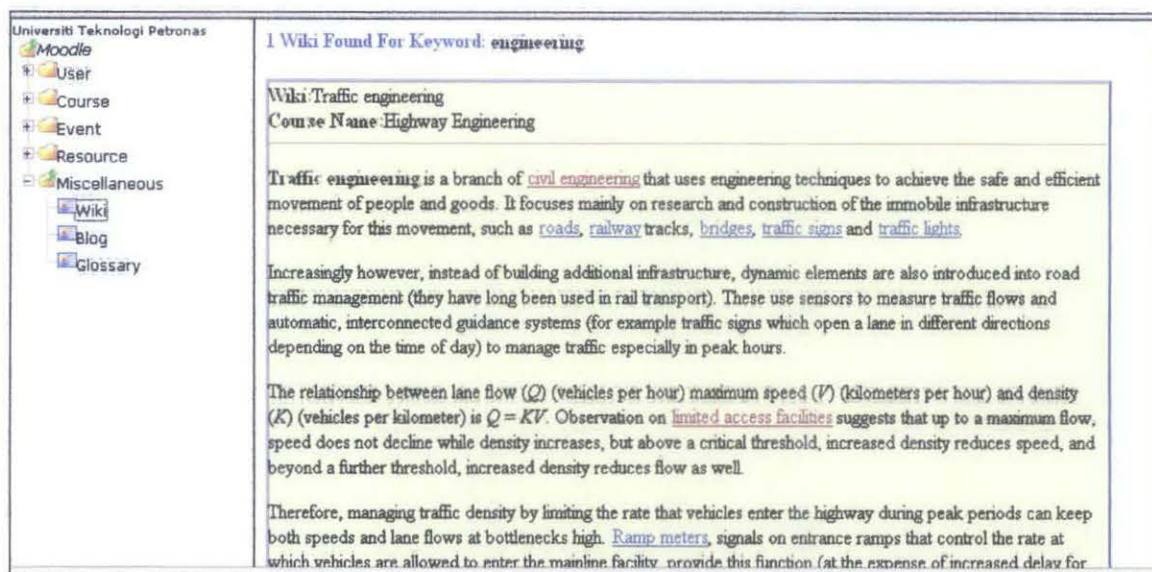 Universiti Teknologi Petronas
Moodle
User
Course
Event
Resource
Miscellaneous
Wiki
Blog
Glossary
1 Wiki Found For Keyword: engineering
Wiki:Traffic engineering
Course Name:Highway Engineering
Traffic engineering is a branch of civil engineering that uses engineering techniques to achieve the safe and efficient
movement of people and goods. It focuses mainly on research and construction of the immobile infrastructure
necessary for this movement, such as roads, railway tracks, bridges, traffic signs and traffic lights.
Increasingly however, instead of building additional infrastructure, dynamic elements are also introduced into road
traffic management (they have long been used in rail transport). These use sensors to measure traffic flows and
automatic, interconnected guidance systems (for example traffic signs which open a lane in different directions
depending on the time of day) to manage traffic especially in peak hours.
The relationship between lane flow (Q) (vehicles per hour) maximum speed (V) (kilometers per hour) and density
(K) (vehicles per kilometer) is Q = KV. Observation on limited access facilities suggests that up to a maximum flow,
speed does not decline while density increases, but above a critical threshold, increased density reduces speed, and
beyond a further threshold, increased density reduces flow as well.
Therefore, managing traffic density by limiting the rate that vehicles enter the highway during peak periods can keep
both speeds and lane flows at bottlenecks high. Ramp meters, signals on entrance ramps that control the rate at
which vehicles are allowed to enter the mainline facility, provide this function (at the expense of increased delay for